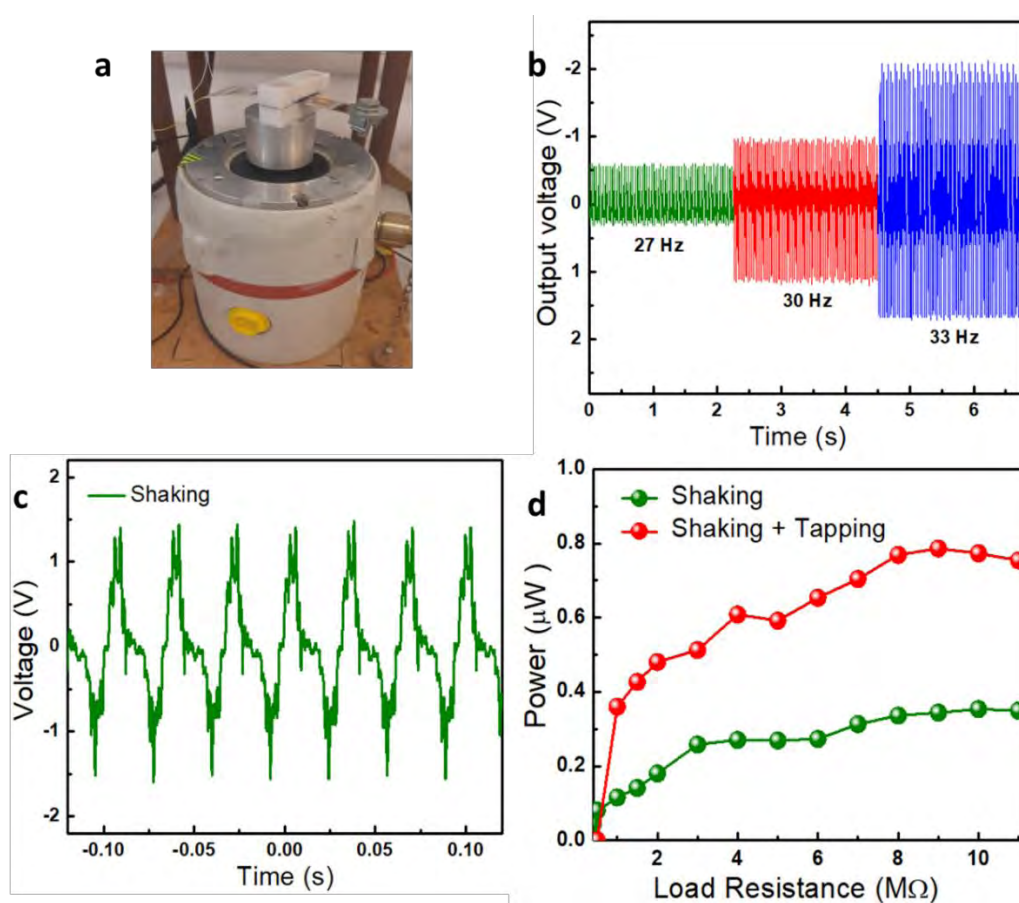 a
b
Output voltage (V)
-2
-1
0
1
2
27 Hz
30 Hz
33 Hz
0 1 2 3 4 5 6
Time (s)
c
Shaking
Voltage (V)
2
1
0
-1
-2
-0.10 -0.05 0.00 0.05 0.10
Time (s)
d
Shaking
Shaking + Tapping
Power (µW)
1.0
0.8
0.6
0.4
0.2
0.0
2 4 6 8 10
Load Resistance (MΩ)